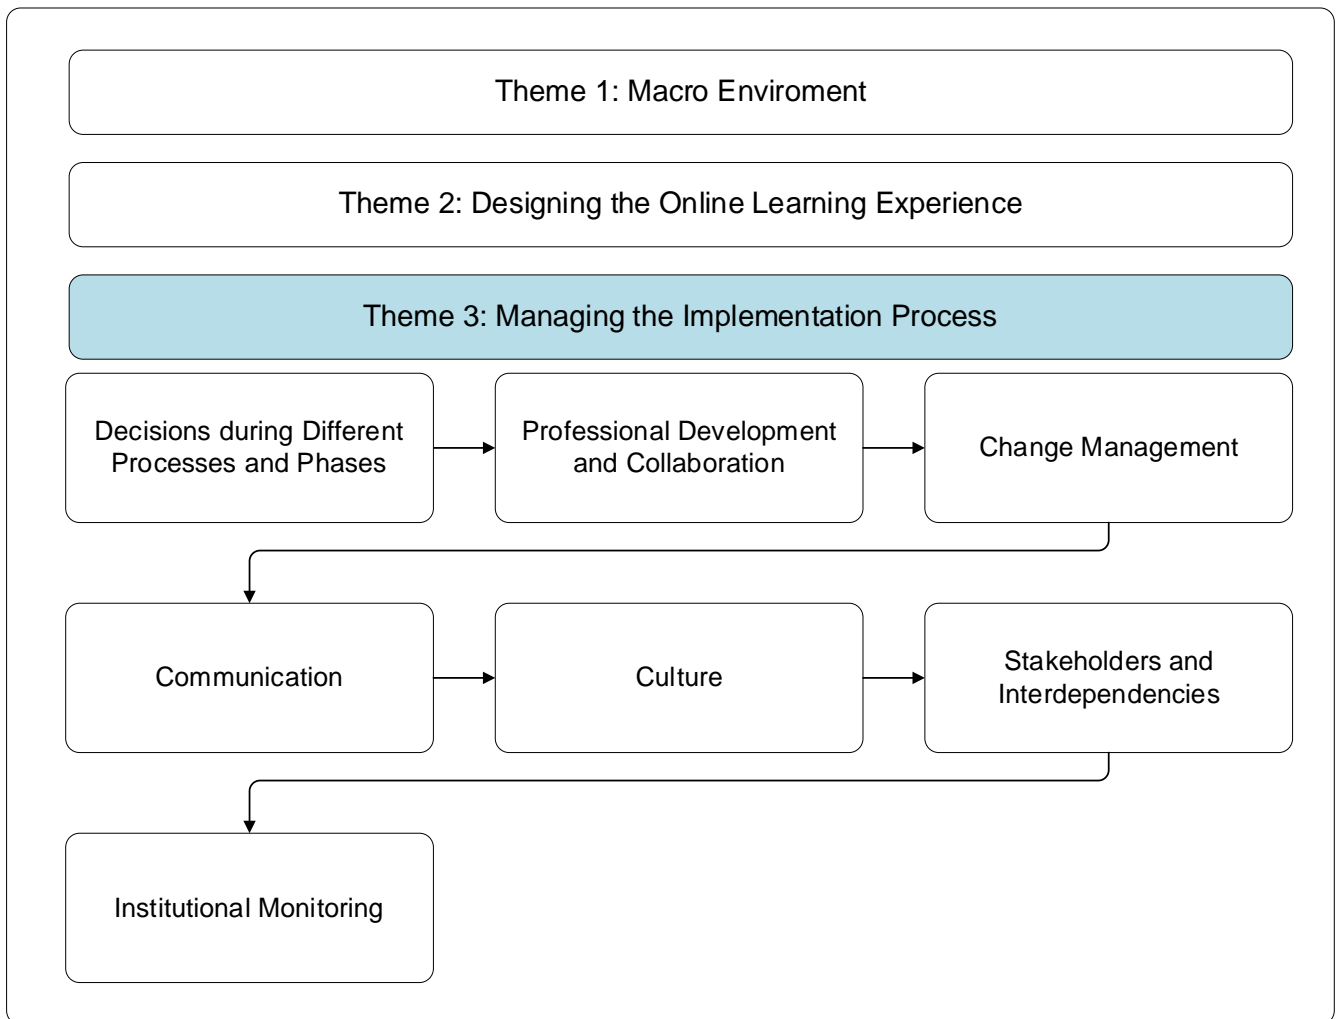 Theme 1: Macro Enviroment
Theme 2: Designing the Online Learning Experience
Theme 3: Managing the Implementation Process
Decisions during Different
Processes and Phases
Professional Development
and Collaboration
Change Management
Communication
Culture
Stakeholders and
Interdependencies
Institutional Monitoring